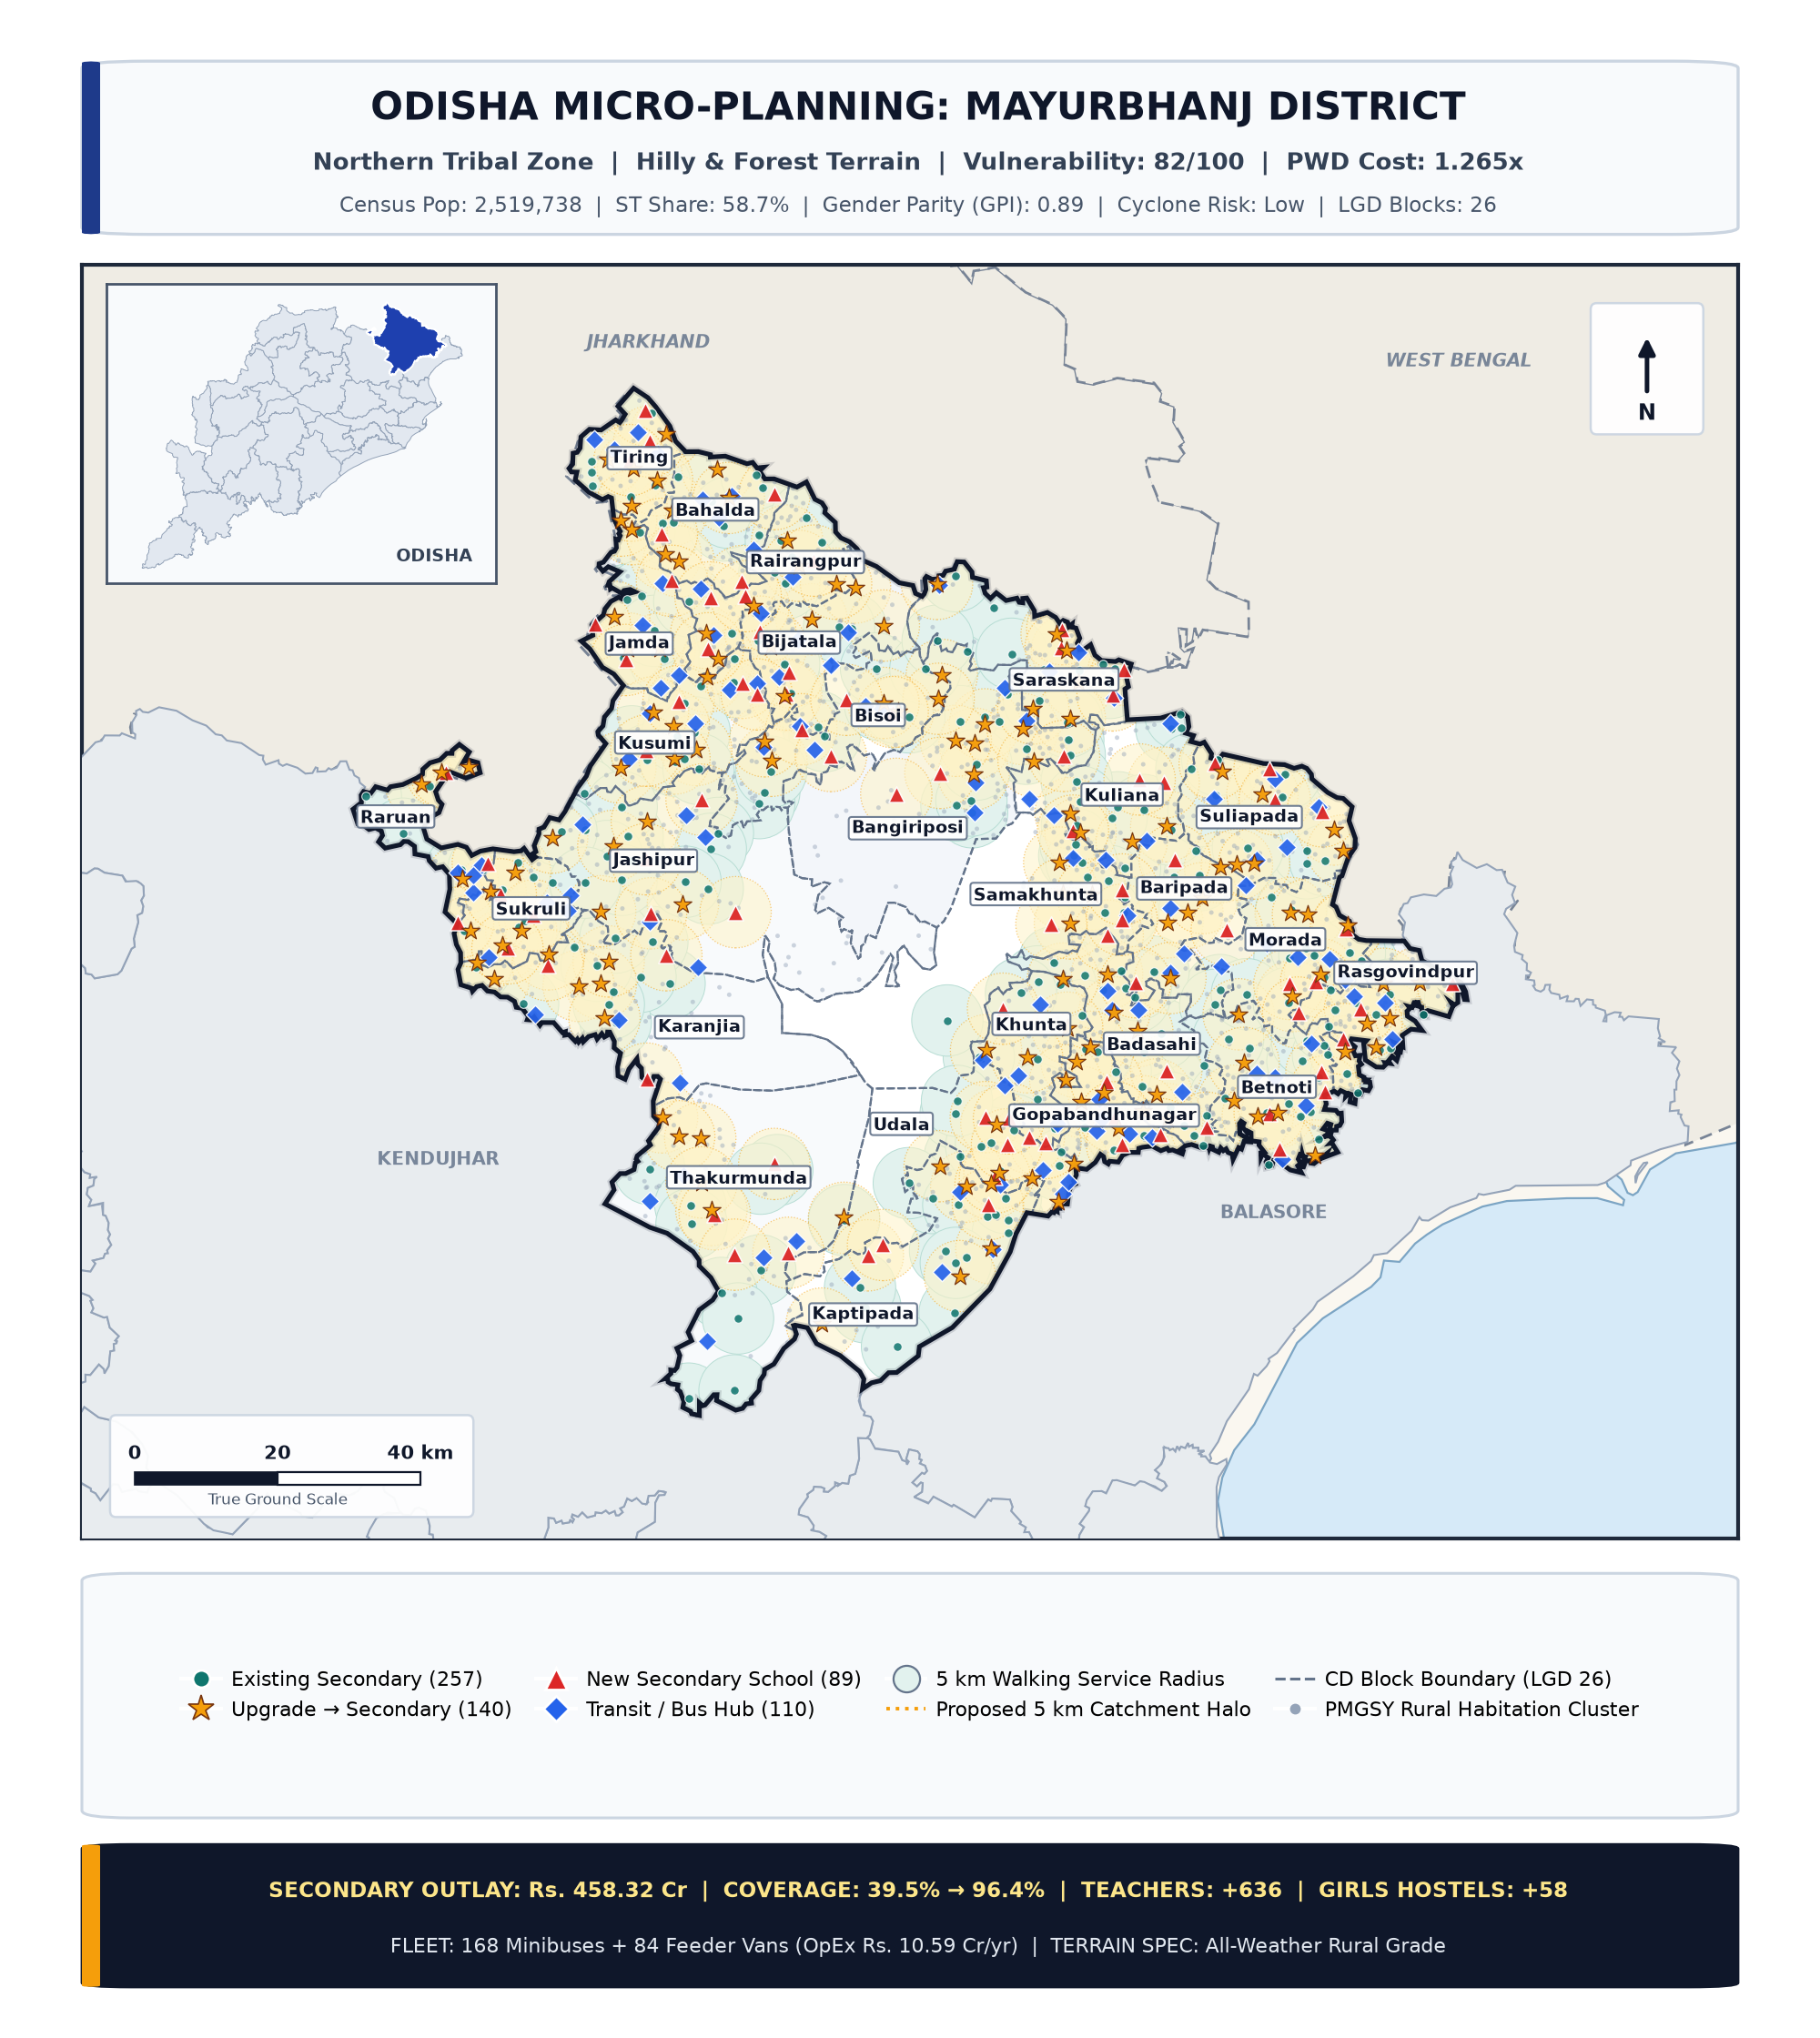 ODISHA MICRO-PLANNING: MAYURBHANJ DISTRICT
Northern Tribal Zone | Hilly & Forest Terrain | Vulnerability: 82/100 | PWD Cost: 1.265x
Census Pop: 2,519,738 | ST Share: 58.7% | Gender Parity (GPI): 0.89 | Cyclone Risk: Low | LGD Blocks: 26
JHARKHAND
WEST BENGAL
N
ODISHA
Tiring
Bahalda
Rairangpur
Jamda
Bijatala
Saraskana
Bisoi
Kusumi
Kuliana
Raruan
Suliapada
Bangiriposi
Jashipur
Baripada
Samakhunta
Sukruli
Morada
Rasgovindpur
Khunta
Karanjia
Badasahi
Betnoti
Gopabandhunagar
Udala
KENDUJHAR
Thakurmunda
BALASORE
Kaptipada
0 20 40 km
True Ground Scale
Existing Secondary (257)
Upgrade → Secondary (140)
New Secondary School (89)
Transit / Bus Hub (110)
5 km Walking Service Radius
Proposed 5 km Catchment Halo
CD Block Boundary (LGD 26)
PMGSY Rural Habitation Cluster
SECONDARY OUTLAY: Rs. 458.32 Cr | COVERAGE: 39.5% → 96.4% | TEACHERS: +636 | GIRLS HOSTELS: +58
FLEET: 168 Minibuses + 84 Feeder Vans (OpEx Rs. 10.59 Cr/yr) | TERRAIN SPEC: All-Weather Rural Grade